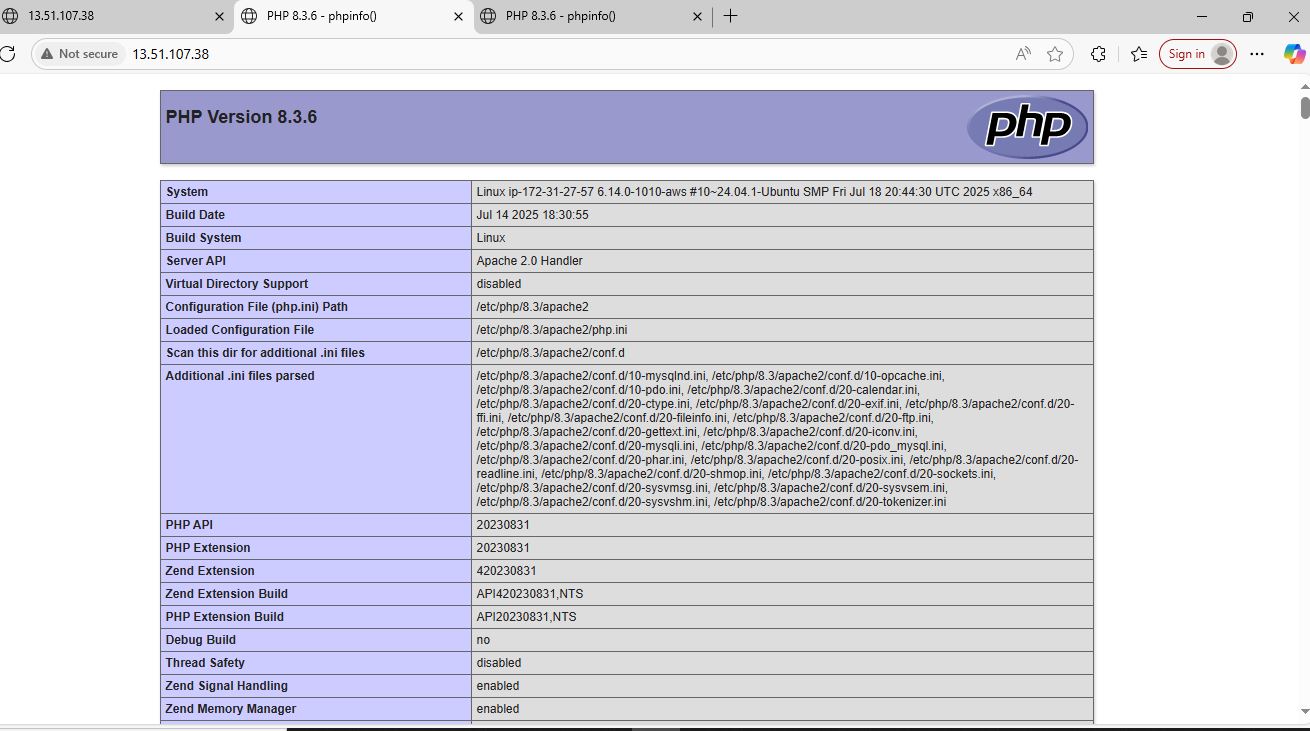 13.51.107.38
PHP 8.3.6 - phpinfo()
PHP 8.3.6 - phpinfo()
Not secure
13.51.107.38
Sign in
PHP Version 8.3.6
php
System Linux ip-172-31-27-57 6.14.0-1010-aws #10~24.04.1-Ubuntu SMP Fri Jul 18 20:44:30 UTC 2025 x86_64
Build Date Jul 14 2025 18:30:55
Build System Linux
Server API Apache 2.0 Handler
Virtual Directory Support disabled
Configuration File (php.ini) Path /etc/php/8.3/apache2
Loaded Configuration File /etc/php/8.3/apache2/php.ini
Scan this dir for additional .ini files /etc/php/8.3/apache2/conf.d
Additional .ini files parsed /etc/php/8.3/apache2/conf.d/10-mysqlnd.ini, /etc/php/8.3/apache2/conf.d/10-opcache.ini,
/etc/php/8.3/apache2/conf.d/10-pdo.ini, /etc/php/8.3/apache2/conf.d/20-calendar.ini,
/etc/php/8.3/apache2/conf.d/20-ctype.ini, /etc/php/8.3/apache2/conf.d/20-exif.ini, /etc/php/8.3/apache2/conf.d/20-
ffi.ini, /etc/php/8.3/apache2/conf.d/20-fileinfo.ini, /etc/php/8.3/apache2/conf.d/20-ftp.ini,
/etc/php/8.3/apache2/conf.d/20-gettext.ini, /etc/php/8.3/apache2/conf.d/20-iconv.ini,
/etc/php/8.3/apache2/conf.d/20-mysqli.ini, /etc/php/8.3/apache2/conf.d/20-pdo_mysql.ini,
/etc/php/8.3/apache2/conf.d/20-phar.ini, /etc/php/8.3/apache2/conf.d/20-posix.ini, /etc/php/8.3/apache2/conf.d/20-
readline.ini, /etc/php/8.3/apache2/conf.d/20-shmop.ini, /etc/php/8.3/apache2/conf.d/20-sockets.ini,
/etc/php/8.3/apache2/conf.d/20-sysvmsg.ini, /etc/php/8.3/apache2/conf.d/20-sysvsem.ini,
/etc/php/8.3/apache2/conf.d/20-sysvshm.ini, /etc/php/8.3/apache2/conf.d/20-tokenizer.ini
PHP API 20230831
PHP Extension 20230831
Zend Extension 420230831
Zend Extension Build API420230831,NTS
PHP Extension Build API20230831,NTS
Debug Build no
Thread Safety disabled
Zend Signal Handling enabled
Zend Memory Manager enabled